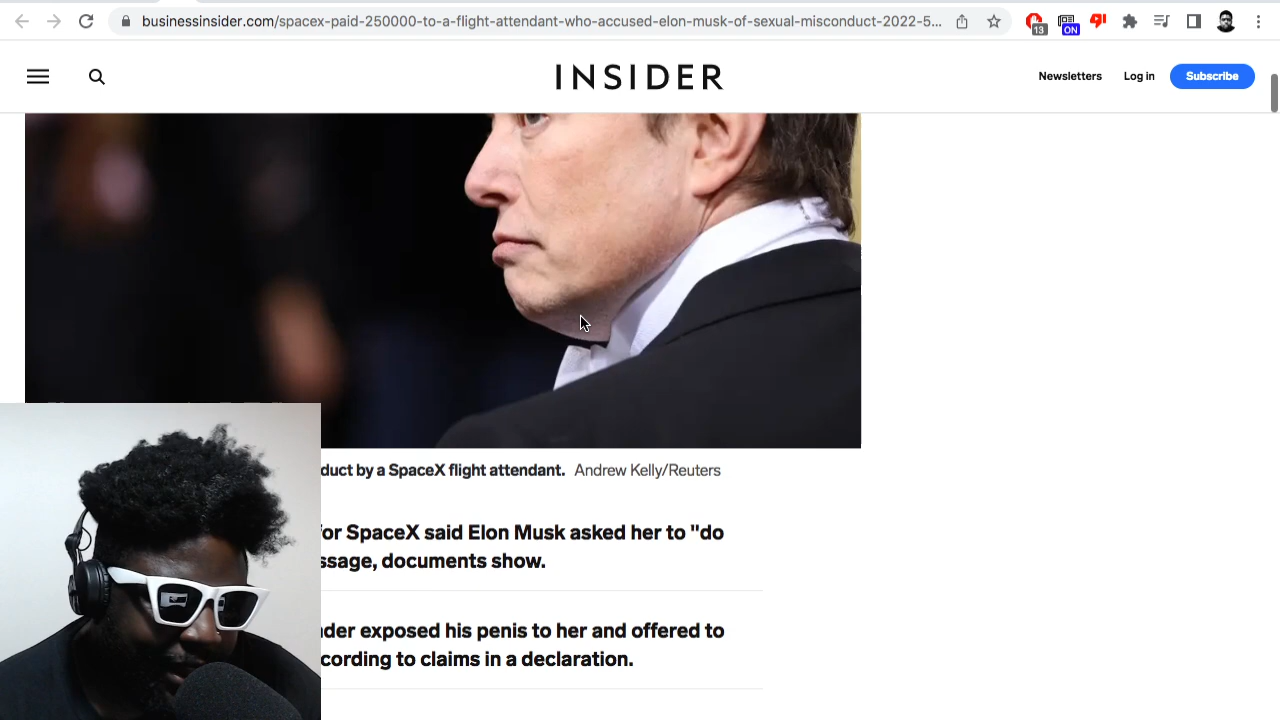 businessinsider.com/spacex-paid-250000-to-a-flight-attendant-who-accused-elon-musk-of-sexual-misconduct-2022-5...
13
ON
INSIDER
Newsletters
Log in
Subscribe
duct by a SpaceX flight attendant. Andrew Kelly/Reuters
for SpaceX said Elon Musk asked her to "do
ssage, documents show.
der exposed his penis to her and offered to
cording to claims in a declaration.